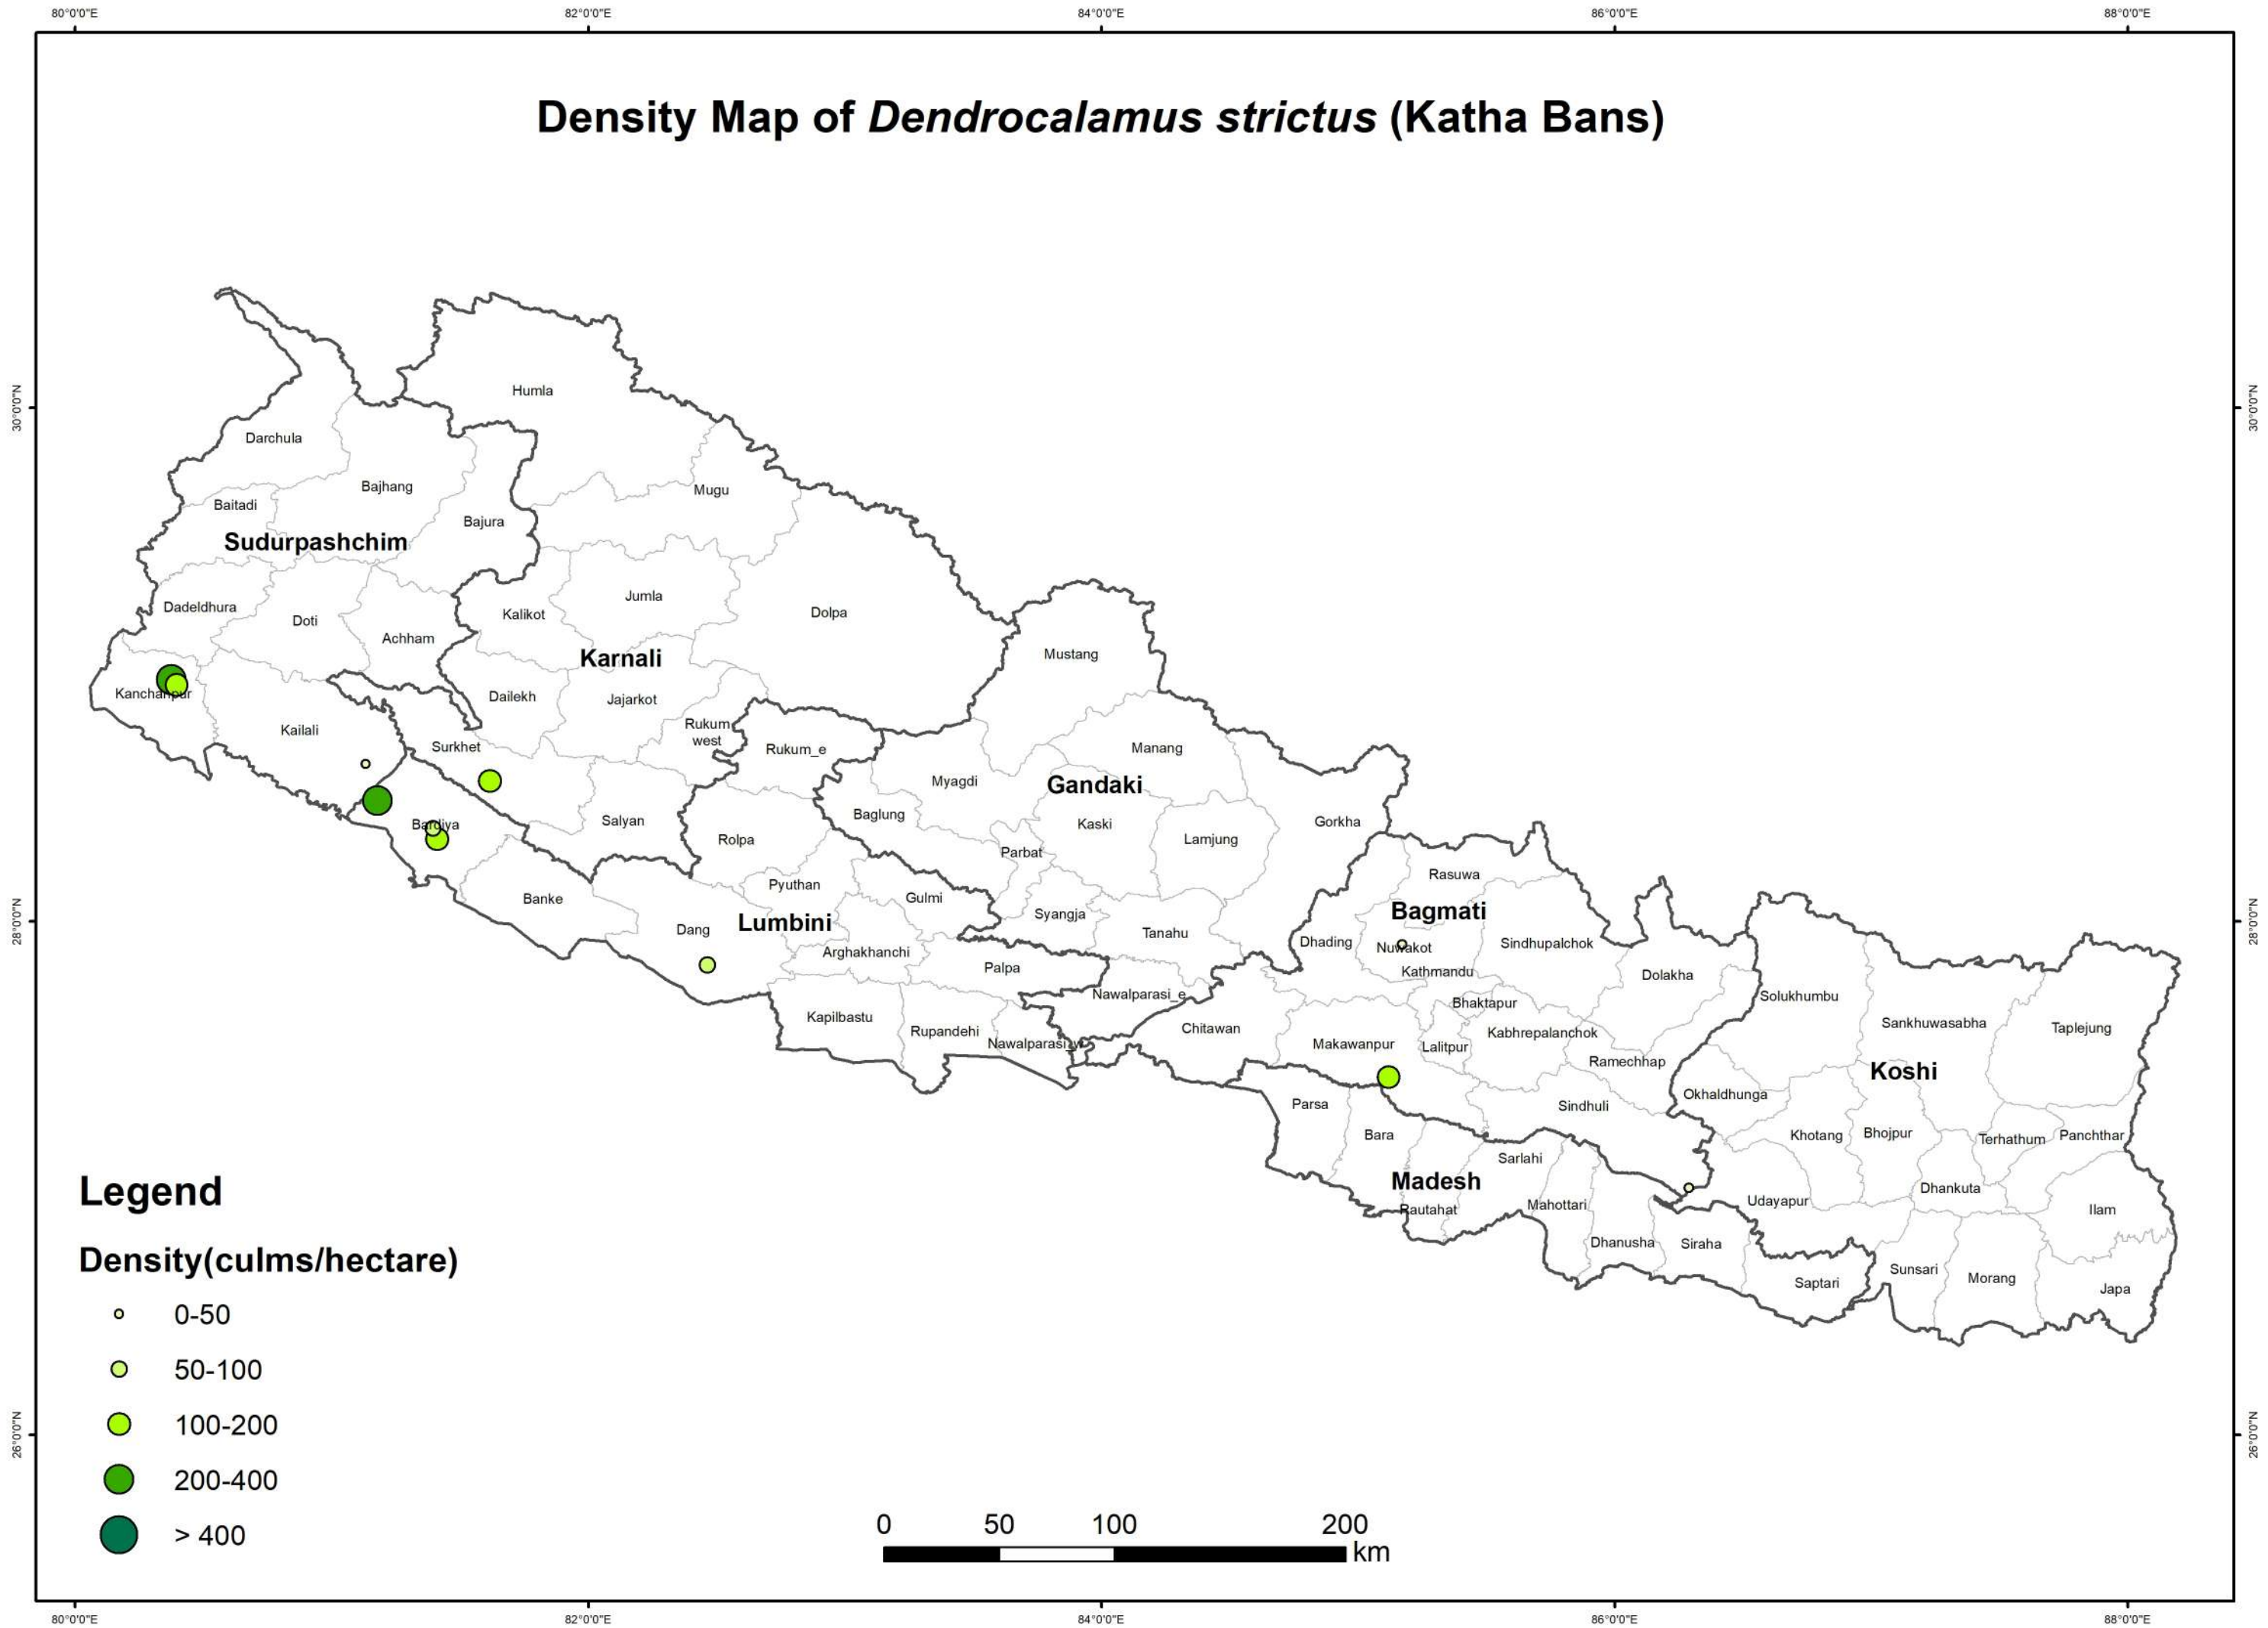 80°0'0"E 82°0'0"E 84°0'0"E 86°0'0"E 88°0'0"E
Density Map of Dendrocalamus strictus (Katha Bans)
Humla
30°0'0"N 30°0'0"N
Darchula
Bajhang
Mugu
Baitadi
Bajura
Sudurpashchim
Jumla
Dadeldhura
Kalikot
Dolpa
Doti
Achham
Karnali
Mustang
Kanchanpur
Dailekh
Jajarkot
Kailali
Rukum
west
Surkhet
Rukum_e
Manang
Myagdi
Gandaki
Baglung
Salyan
Kaski
Gorkha
Bardiya
Rolpa
Lamjung
Parbat
Rasuwa
Pyuthan
Banke
Gulmi
Bagmati
Syangja
Lumbini
28°0'0"N 28°0'0"N
Dang
Tanahu
Dhading
Sindhupalchok
Nuwakot
Arghakhanchi
Palpa
Kathmandu
Dolakha
Nawalparasi_e
Solukhumbu
Bhaktapur
Kapilbastu
Sankhuwasabha
Taplejung
Rupandehi
Chitawan
Kabhrepalanchok
Nawalparasi_w
Makawanpur
Lalitpur
Ramechhap
Koshi
Okhaldhunga
Parsa
Sindhuli
Bara
Khotang
Bhojpur
Terhathum
Panchthar
Sarlahi
Madesh
Dhankuta
Udayapur
Mahottari
Rautahat
Ilam
Dhanusha
Siraha
Sunsari
Morang
Saptari
Japa
Legend
Density(culms/hectare)
0-50
50-100
100-200
200-400
> 400
26°0'0"N 26°0'0"N
0 50 100 200
km
80°0'0"E 82°0'0"E 84°0'0"E 86°0'0"E 88°0'0"E